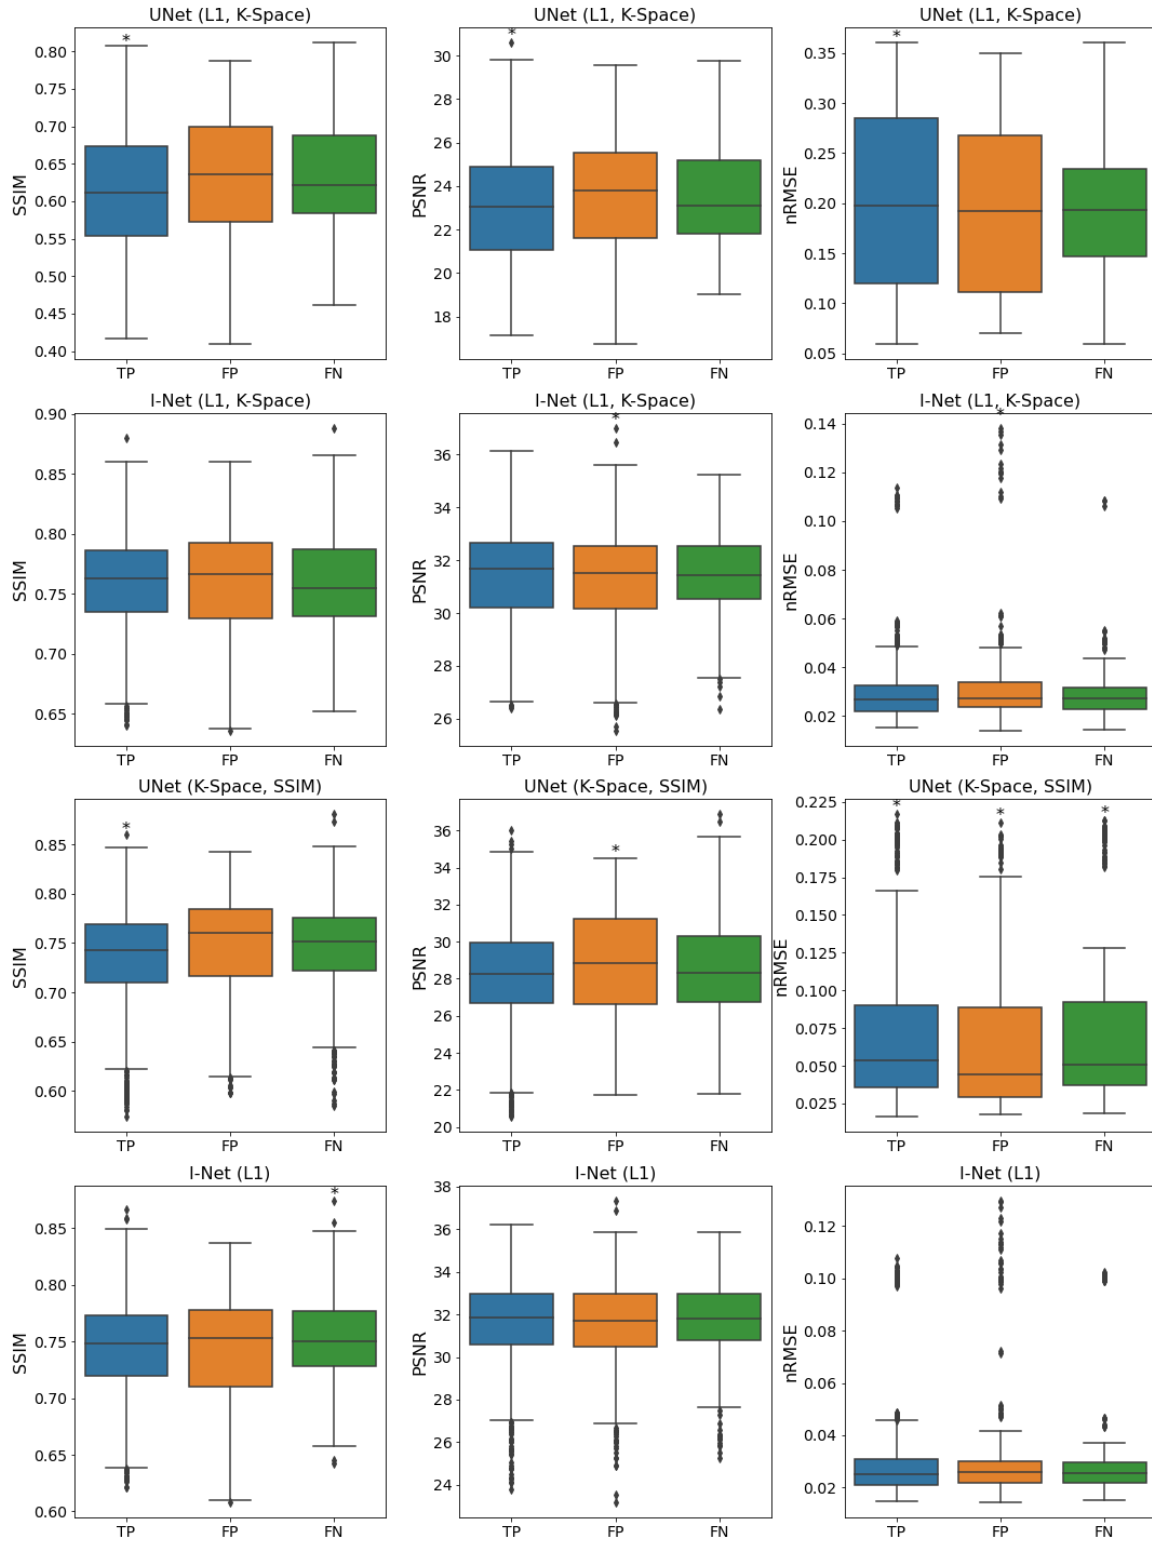 UNet (L1, K-Space)
SSIM
0.80
0.75
0.70
0.65
0.60
0.55
0.50
0.45
0.40
*
TP FP FN
UNet (L1, K-Space)
PSNR
30
28
26
24
22
20
18
*
TP FP FN
UNet (L1, K-Space)
nRMSE
0.35
0.30
0.25
0.20
0.15
0.10
0.05
*
TP FP FN
I-Net (L1, K-Space)
SSIM
0.90
0.85
0.80
0.75
0.70
0.65
TP FP FN
I-Net (L1, K-Space)
PSNR
36
34
32
30
28
26
*
TP FP FN
I-Net (L1, K-Space)
nRMSE
0.14
0.12
0.10
0.08
0.06
0.04
0.02
*
TP FP FN
UNet (K-Space, SSIM)
SSIM
0.85
0.80
0.75
0.70
0.65
0.60
*
TP FP FN
UNet (K-Space, SSIM)
PSNR
36
34
32
30
28
26
24
22
20
*
TP FP FN
UNet (K-Space, SSIM)
nRMSE
0.225
0.200
0.175
0.150
0.125
0.100
0.075
0.050
0.025
* * *
TP FP FN
I-Net (L1)
SSIM
0.85
0.80
0.75
0.70
0.65
0.60
*
TP FP FN
I-Net (L1)
PSNR
38
36
34
32
30
28
26
24
TP FP FN
I-Net (L1)
nRMSE
0.12
0.10
0.08
0.06
0.04
0.02
TP FP FN